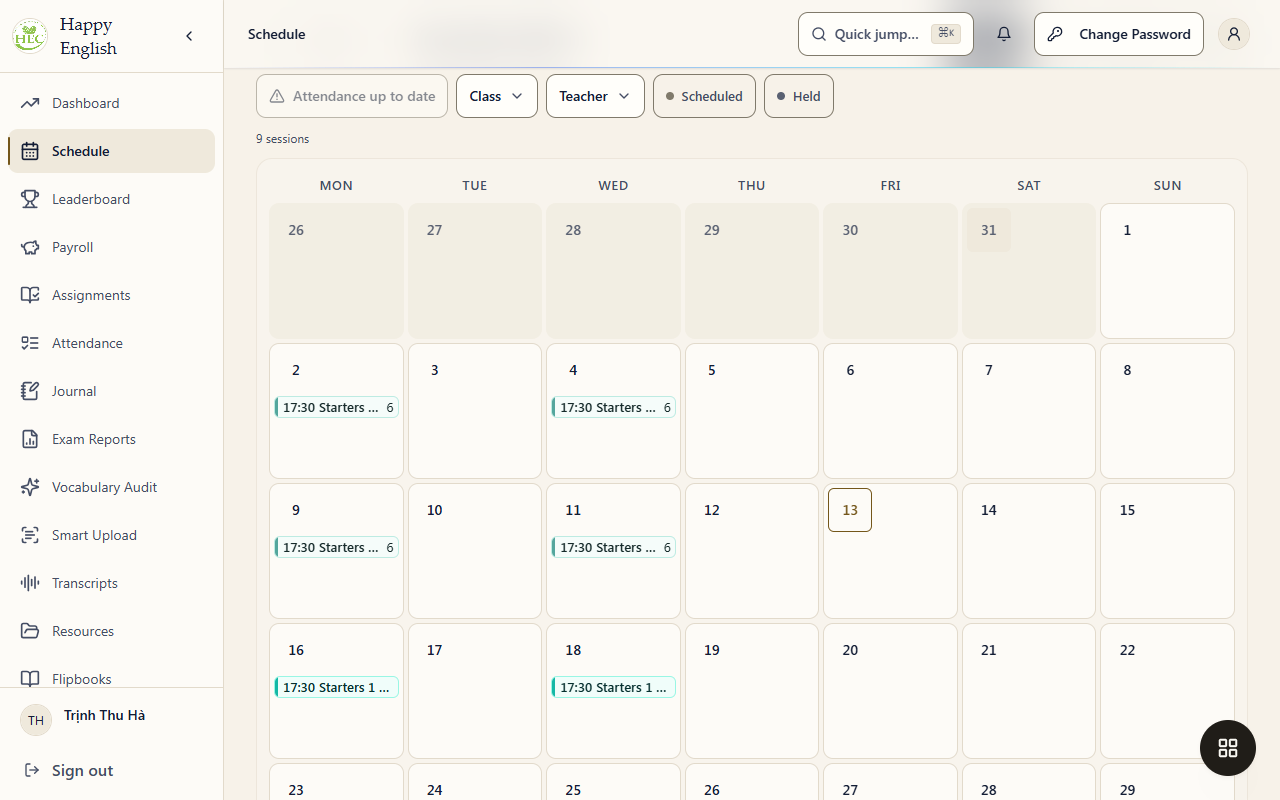 HEC
Happy
English
Schedule
Quick jump...
⌘K
Change Password
Dashboard
Schedule
Leaderboard
Payroll
Assignments
Attendance
Journal
Exam Reports
Vocabulary Audit
Smart Upload
Transcripts
Resources
Flipbooks
TH
Trịnh Thu Hà
Sign out
Attendance up to date
Class
Teacher
Scheduled
Held
9 sessions
MON TUE WED THU FRI SAT SUN
26 27 28 29 30 31 1
2 3 4 5 6 7 8
17:30 Starters ... 6 17:30 Starters ... 6
9 10 11 12 13 14 15
17:30 Starters ... 6 17:30 Starters ... 6
16 17 18 19 20 21 22
17:30 Starters 1 ... 17:30 Starters 1 ...
23 24 25 26 27 28 29